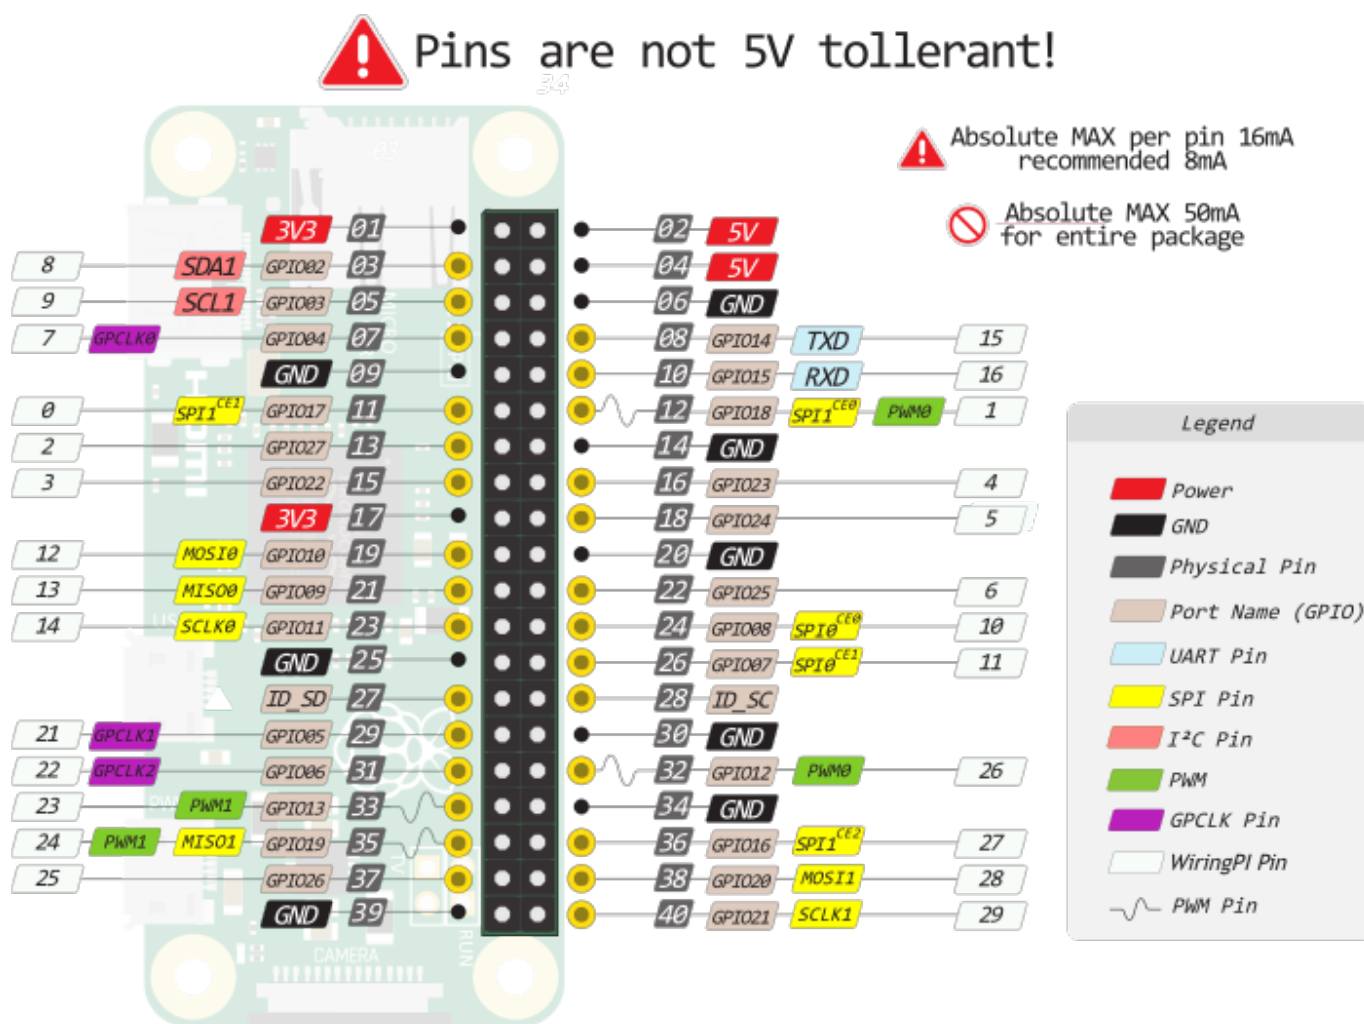 Pins are not 5V tollerant!
34
Absolute MAX per pin 16mA
recommended 8mA
03
Absolute MAX 50mA
for entire package
3V3 01 02 5V
8 SDA1 GPIO02 03 04 5V
9 SCL1 GPIO03 05 06 GND
7 GPCLK0 GPIO04 07 08 GPIO14 TXD 15
GND 09 10 GPIO15 RXD 16
0 SPI1 CE1 GPIO17 11 12 GPIO18 SPI1 CE0 PWM0 1
2 GPIO27 13 14 GND
3 GPIO22 15 16 GPIO23 4
3V3 17 18 GPIO24 5
12 MOSI0 GPIO10 19 20 GND
13 MISO0 GPIO09 21 22 GPIO25 6
14 SCLK0 GPIO11 23 24 GPIO08 SPI0 CE0 10
GND 25 26 GPIO07 SPI0 CE1 11
ID_SD 27 28 ID_SC
21 GPCLK1 GPIO05 29 30 GND
22 GPCLK2 GPIO06 31 32 GPIO12 PWM0 26
23 PWM1 GPIO13 33 34 GND
24 PWM1 MISO1 GPIO19 35 36 GPIO16 SPI1 CE2 27
25 GPIO26 37 38 GPIO20 MOSI1 28
GND 39 40 GPIO21 SCLK1 29
MICRO
HDMI
TV
RUN
CAMERA
Legend
Power
GND
Physical Pin
Port Name (GPIO)
UART Pin
SPI Pin
I²C Pin
PWM
GPCLK Pin
WiringPI Pin
PWM Pin